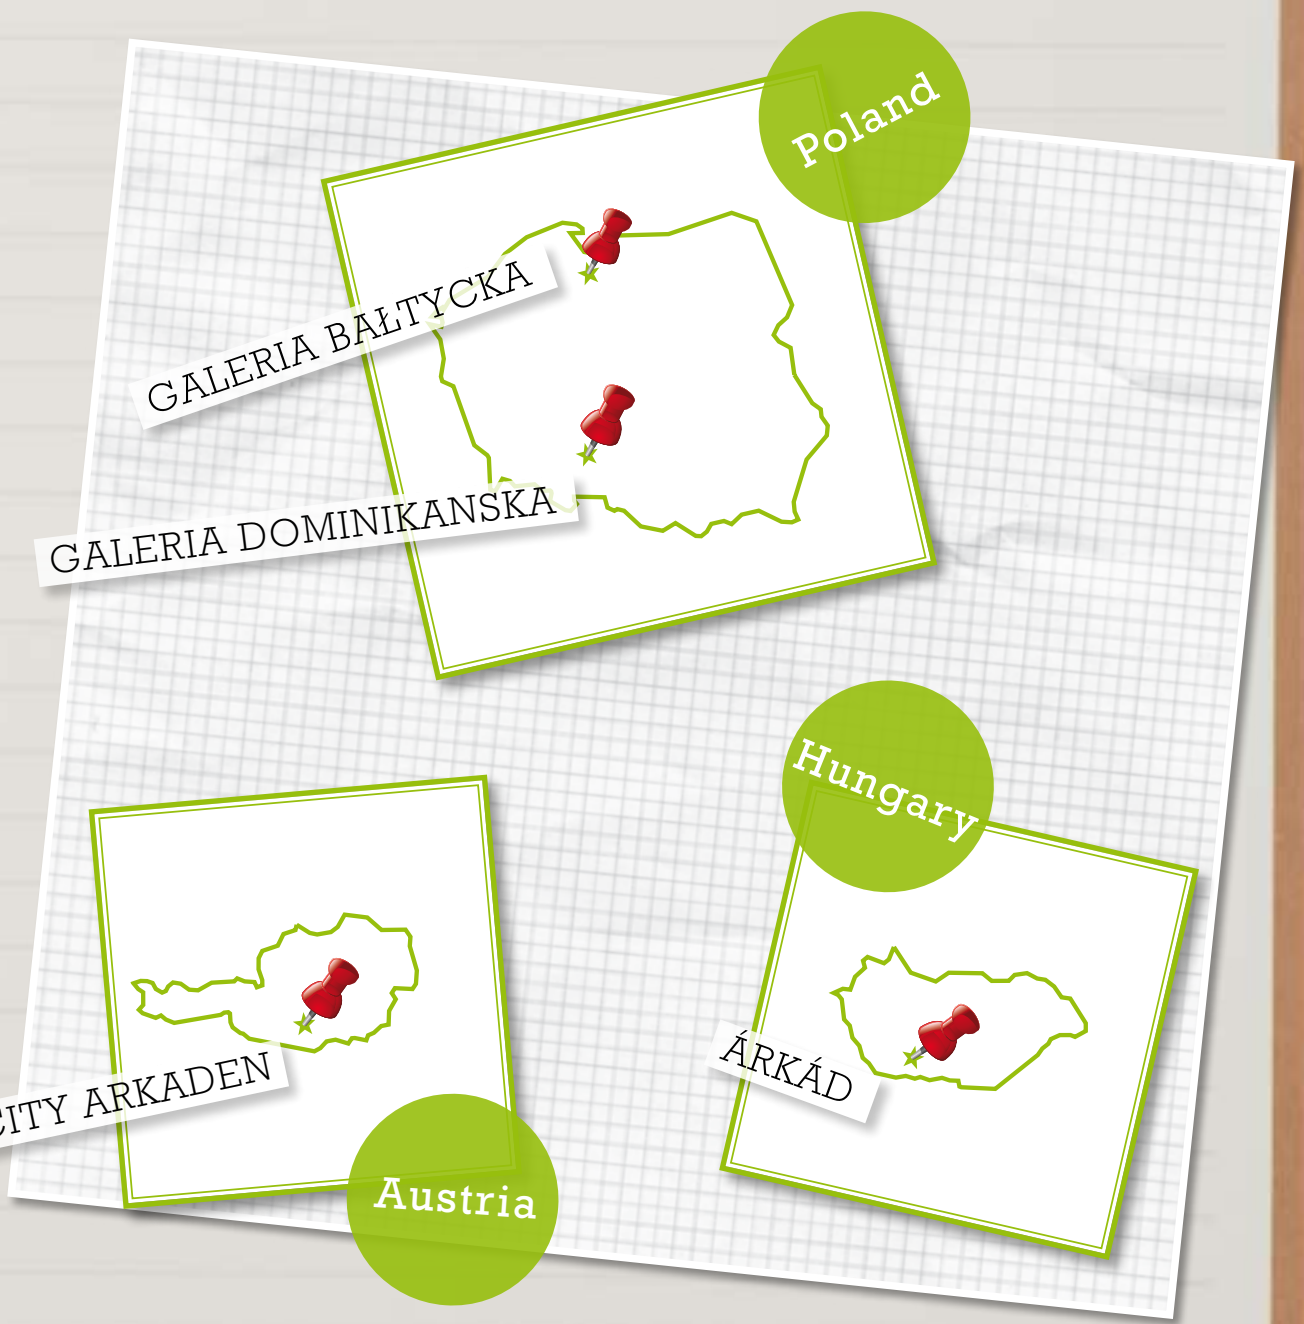 Poland
GALERIA BAŁTYCKA
GALERIA DOMINIKANSKA
Hungary
ÁRKÁD
CITY ARKADEN
Austria